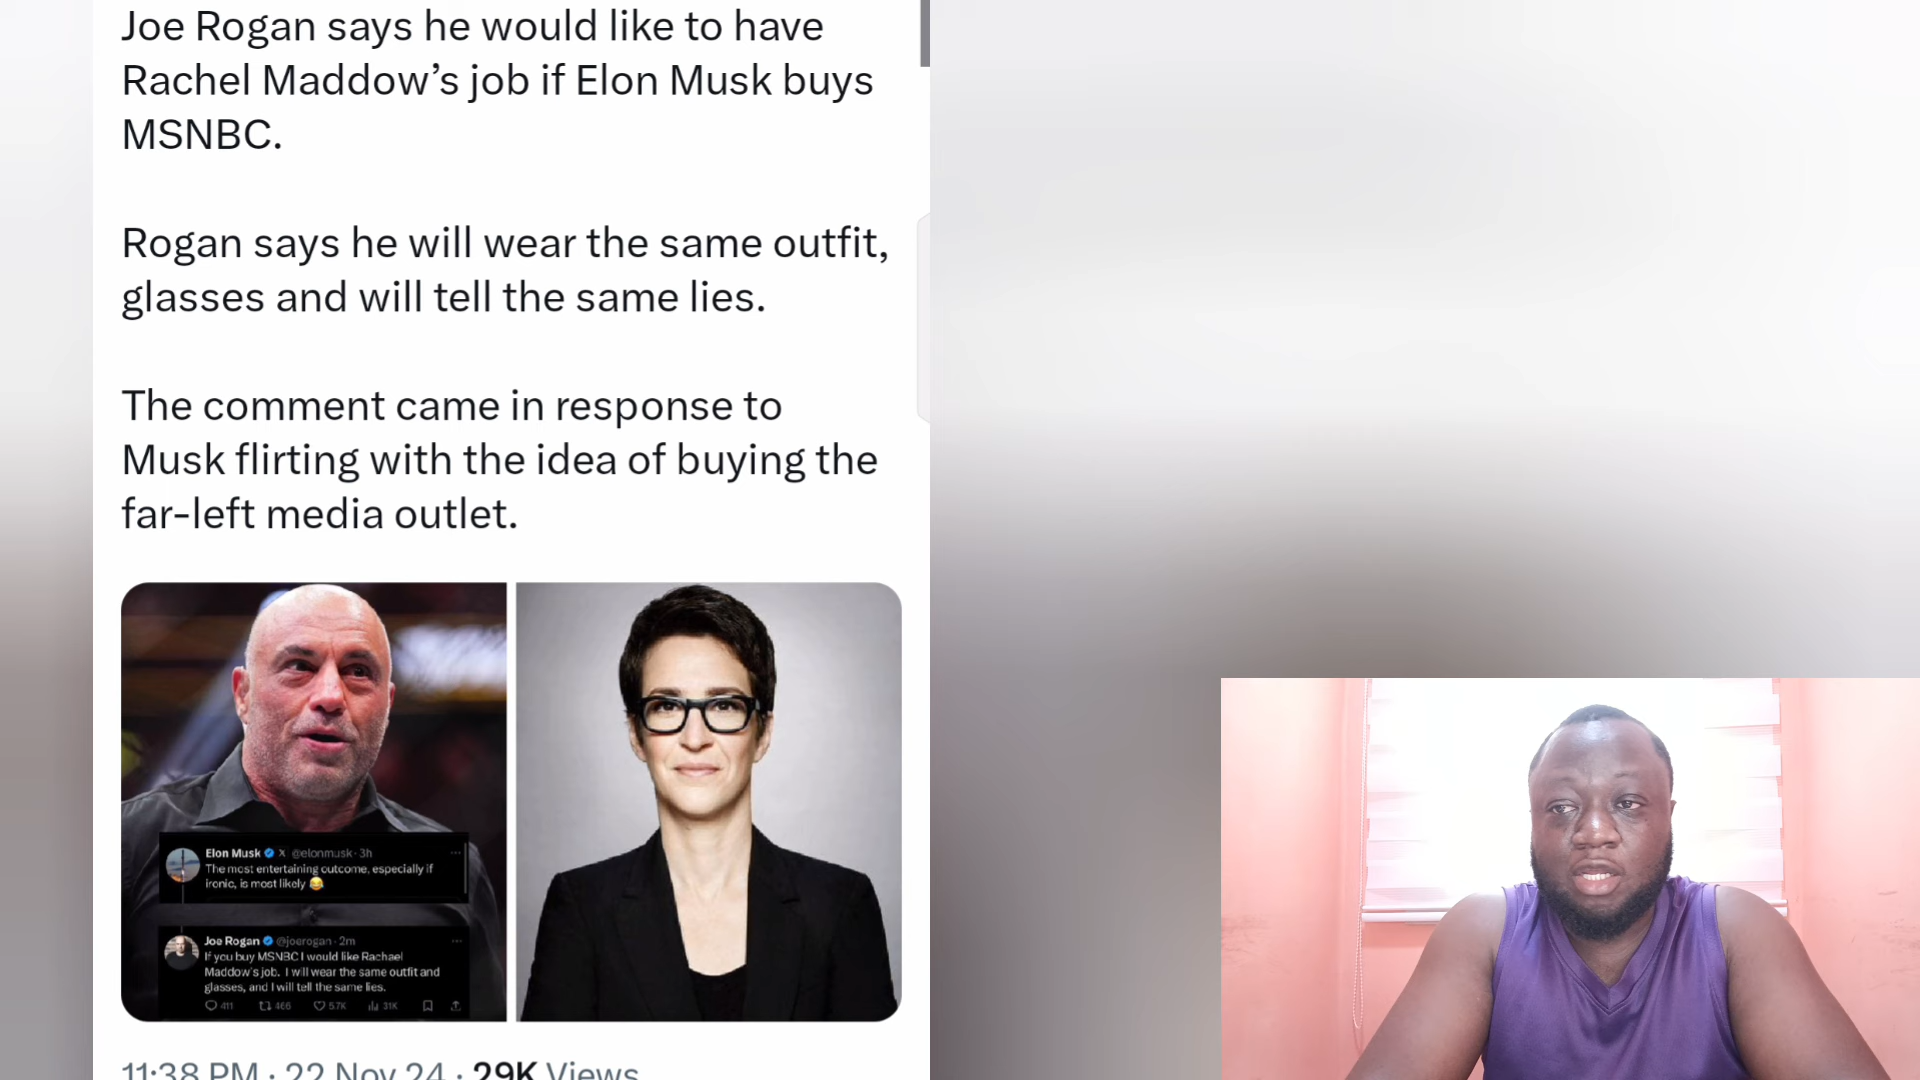 Joe Rogan says he would like to have
Rachel Maddow’s job if Elon Musk buys
MSNBC.
Rogan says he will wear the same outfit,
glasses and will tell the same lies.
The comment came in response to
Musk flirting with the idea of buying the
far-left media outlet.
Elon Musk X @elonmusk · 3h
The most entertaining outcome, especially if
ironic, is most likely 😂
Joe Rogan @joerogan · 2m
If you buy MSNBC I would like Rachael
Maddow's job. I will wear the same outfit and
glasses, and I will tell the same lies.
411 466 5.7K 31K
11:38 PM · 22 Nov 24 · 29K Views